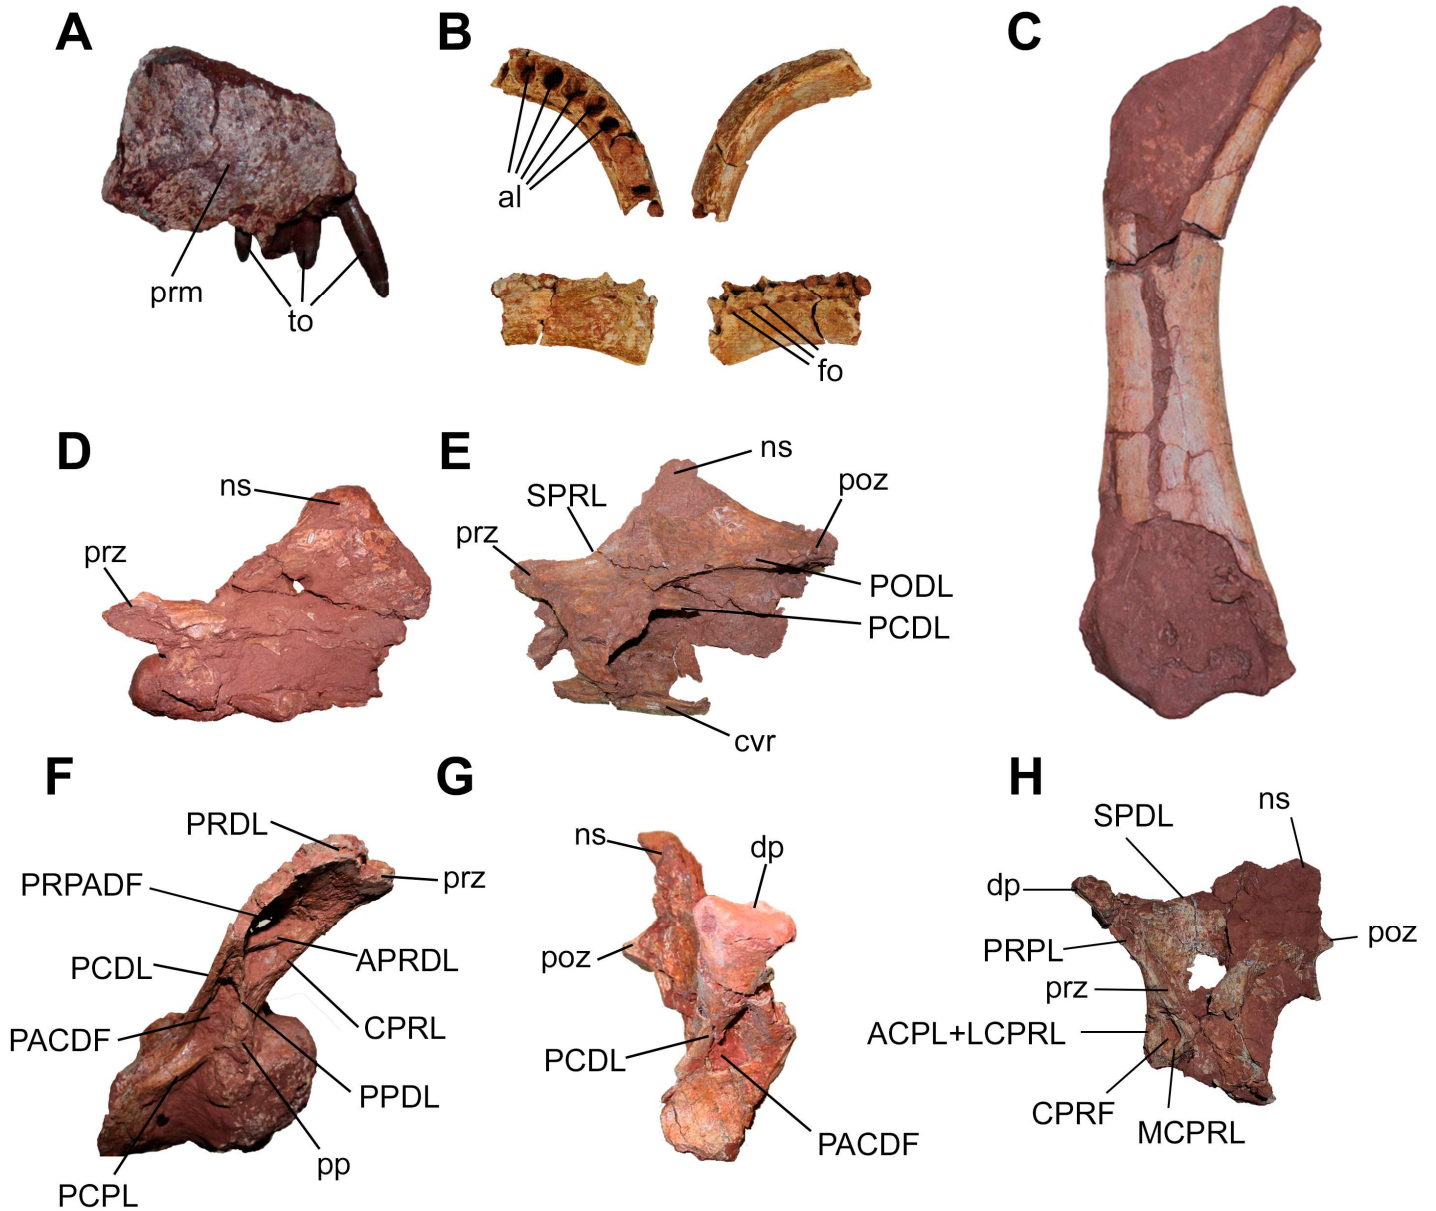 A
prm
to
B
al
fo
C
D
ns
prz
E
ns
SPRL
poz
prz
PODL
PCDL
cvr
F
PRDL
PRPADF
prz
PCDL
APRDL
PACDF
CPRL
PPDL
pp
PCPL
G
ns
dp
poz
PCDL
PACDF
H
ns
SPDL
dp
PRPL
poz
prz
ACPL+LCPRL
CPRF
MCPRL